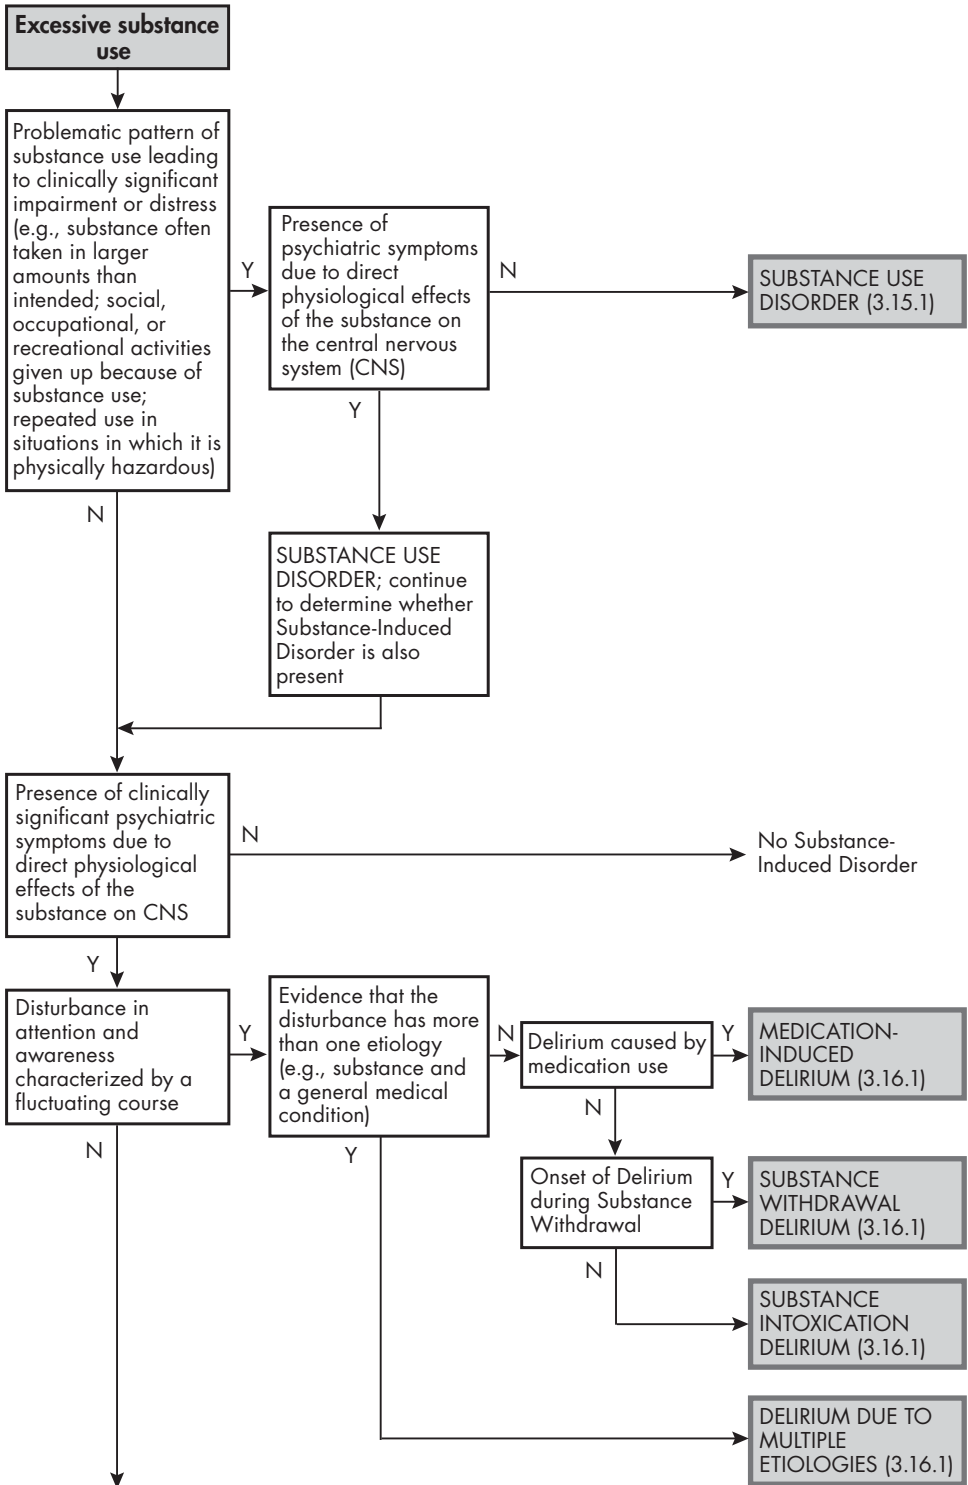 Excessive substance
use
Problematic pattern of
substance use leading
to clinically significant
impairment or distress
(e.g., substance often
taken in larger
amounts than
intended; social,
occupational, or
recreational activities
given up because of
substance use;
repeated use in
situations in which it is
physically hazardous)
Y
Presence of
psychiatric symptoms
due to direct
physiological effects
of the substance on
the central nervous
system (CNS)
N
SUBSTANCE USE
DISORDER (3.15.1)
Y
N
SUBSTANCE USE
DISORDER; continue
to determine whether
Substance-Induced
Disorder is also
present
Presence of clinically
significant psychiatric
symptoms due to
direct physiological
effects of the
substance on CNS
N
No Substance-
Induced Disorder
Y
Disturbance in
attention and
awareness
characterized by a
fluctuating course
Y
Evidence that the
disturbance has more
than one etiology
(e.g., substance and
a general medical
condition)
N
Delirium caused by
medication use
Y
MEDICATION-
INDUCED
DELIRIUM (3.16.1)
N
N
Y
Onset of Delirium
during Substance
Withdrawal
Y
SUBSTANCE
WITHDRAWAL
DELIRIUM (3.16.1)
N
SUBSTANCE
INTOXICATION
DELIRIUM (3.16.1)
DELIRIUM DUE TO
MULTIPLE
ETIOLOGIES (3.16.1)